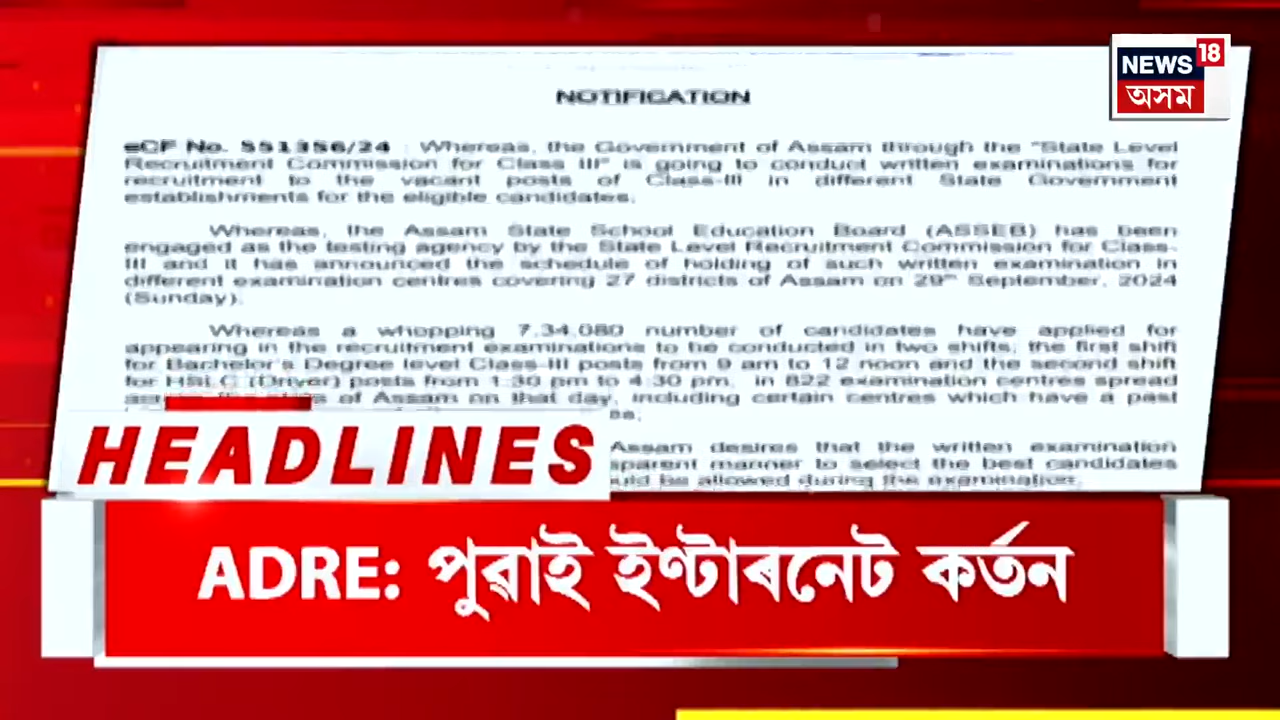 NEWS 18
অসম
NOTIFICATION
eCF No. 551356/24 : Whereas, the Government of Assam through the "State Level
Recruitment Commission for Class III" is going to conduct written examinations for
recruitment to the vacant posts of Class-III in different State Government
establishments for the eligible candidates.
Whereas, the Assam State School Education Board (ASSEB) has been
engaged as the testing agency by the State Level Recruitment Commission for Class-
III and it has announced the schedule of holding of such written examination in
different examination centres covering 27 districts of Assam on 29th September, 2024
(Sunday).
Whereas a whopping 7,34,080 number of candidates have applied for
appearing in the recruitment examinations to be conducted in two shifts; the first shift
for Bachelor's Degree level Class-III posts from 9 am to 12 noon and the second shift
for HSLC (Driver) posts from 1:30 pm to 4:30 pm, in 822 examination centres spread
of Assam on that day, including certain centres which have a past
Assam desires that the written examination
sparent manner to select the best candidates
uld be allowed during the examination.
HEADLINES
ADRE: পুৱাই ইণ্টাৰনেট কৰ্তন